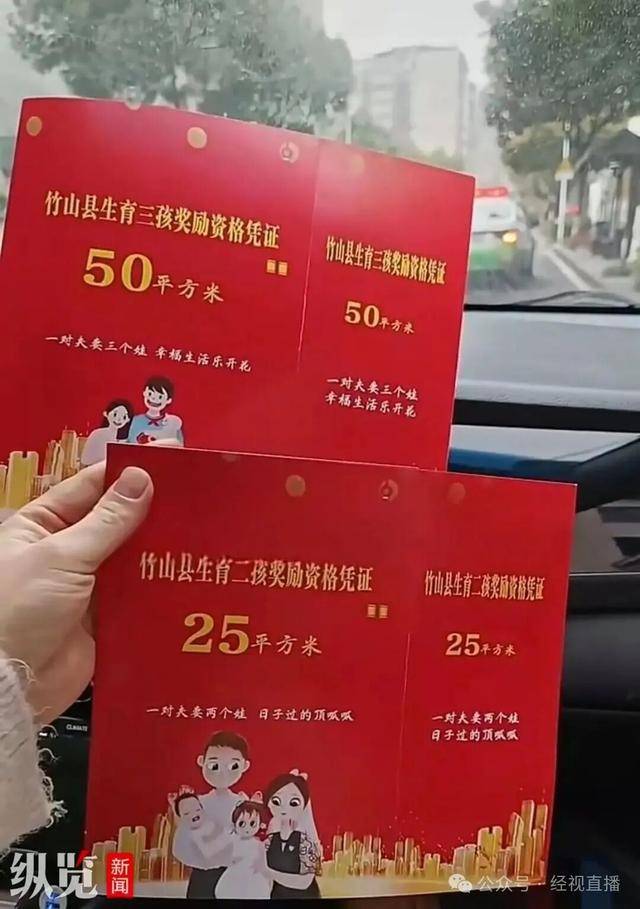 竹山县生育三孩奖励资格凭证
50平方米
一对夫妻三个娃 幸福生活乐开花
竹山县生育三孩奖励资格凭证
50平方米
一对夫妻三个娃
幸福生活乐开花
竹山县生育二孩奖励资格凭证
25平方米
一对夫妻两个娃 日子过的顶呱呱
竹山县生育二孩奖励资格凭证
25平方米
一对夫妻两个娃
日子过的顶呱呱
CLIMATE
纵览新闻
公众号·经视直播